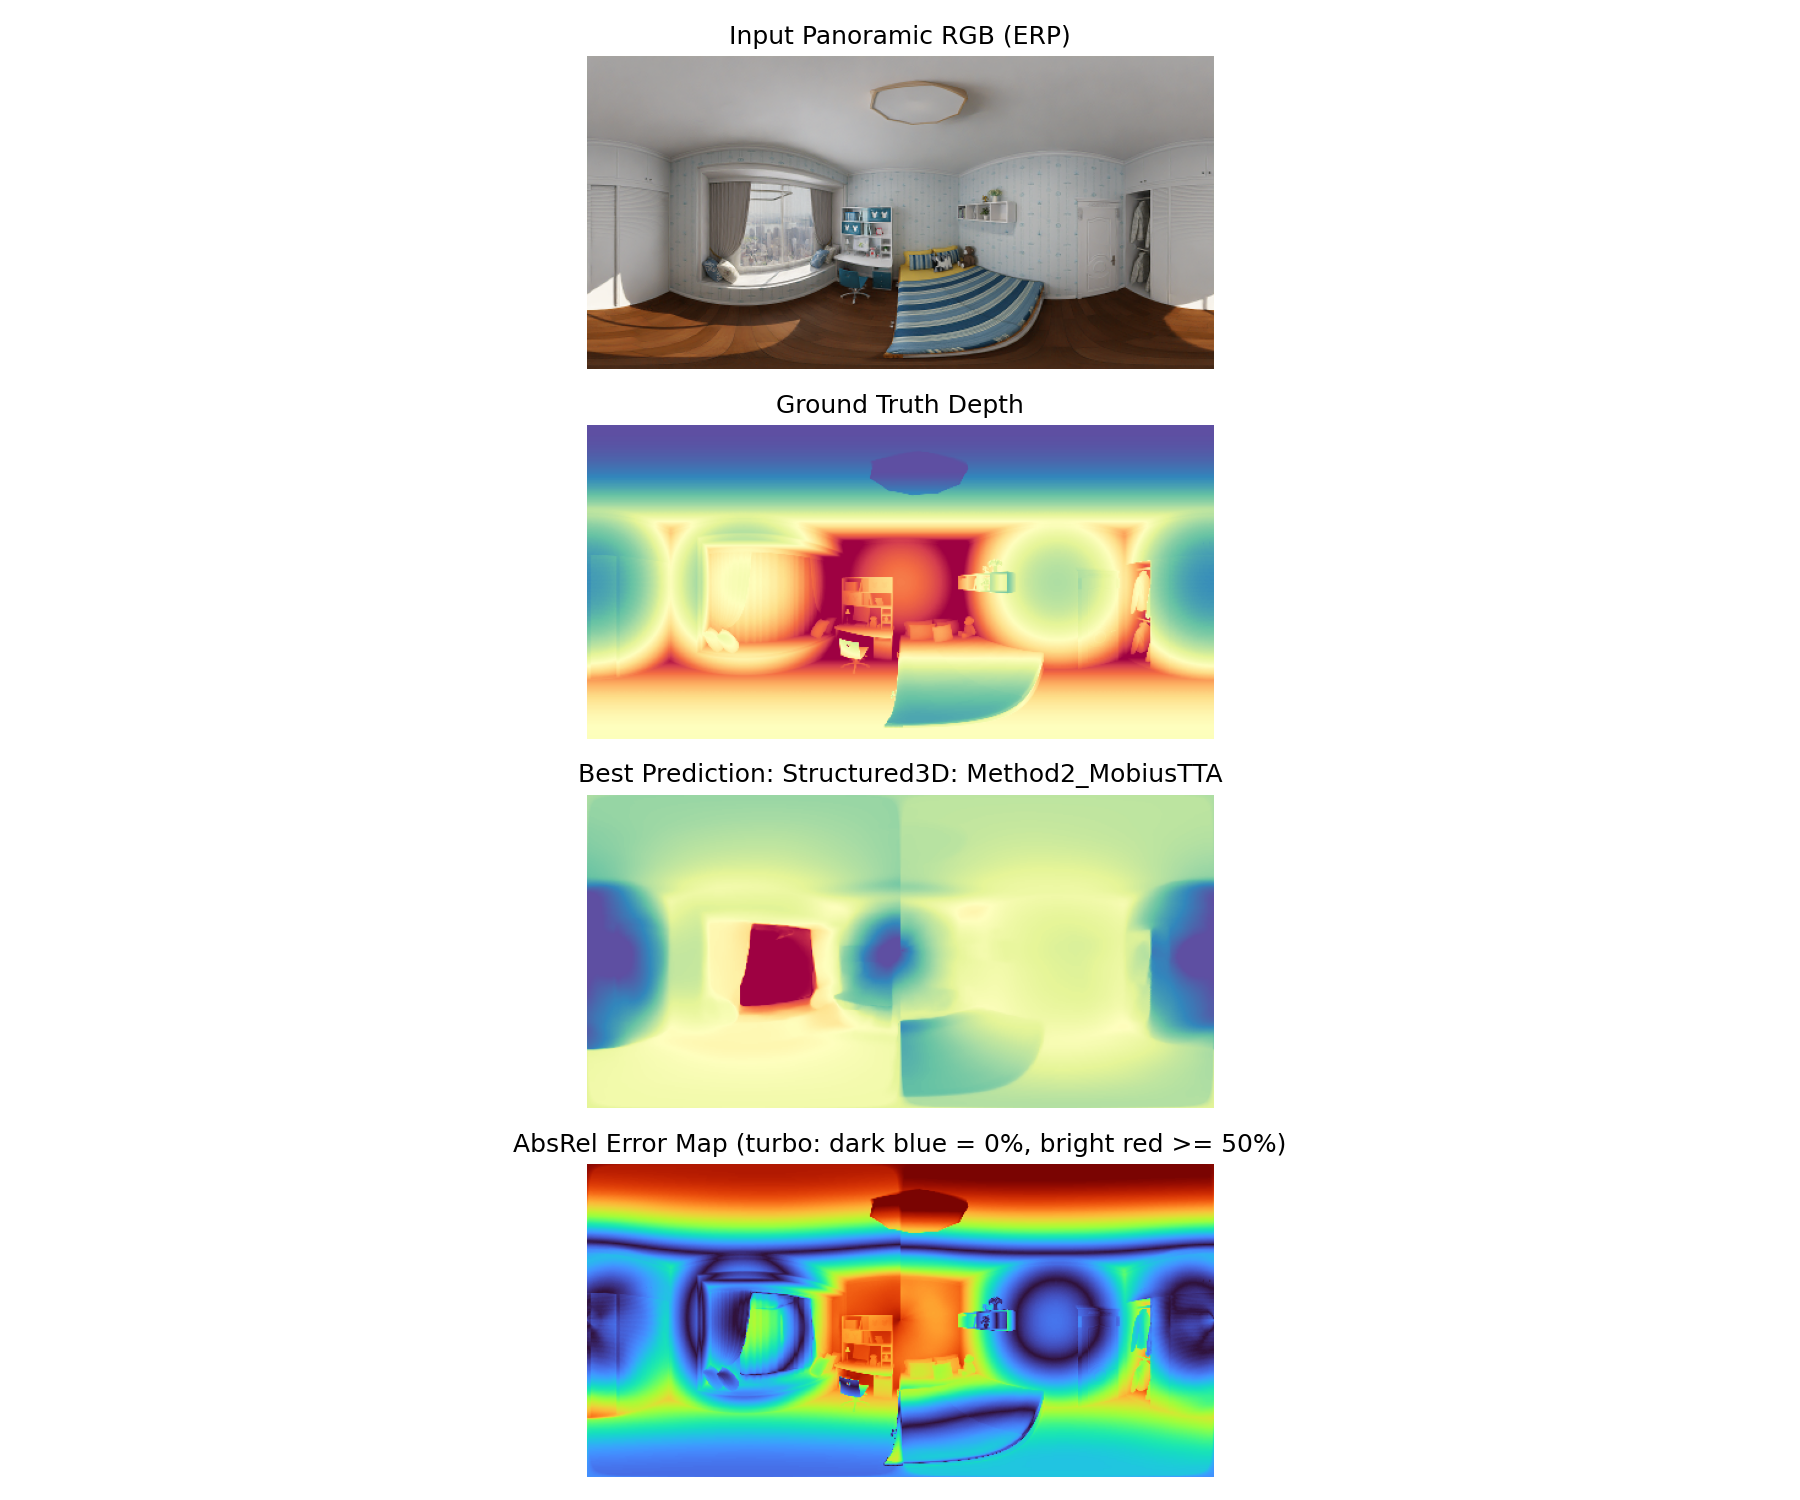 Input Panoramic RGB (ERP)
Ground Truth Depth
Best Prediction: Structured3D: Method2_MobiusTTA
AbsRel Error Map (turbo: dark blue = 0%, bright red >= 50%)